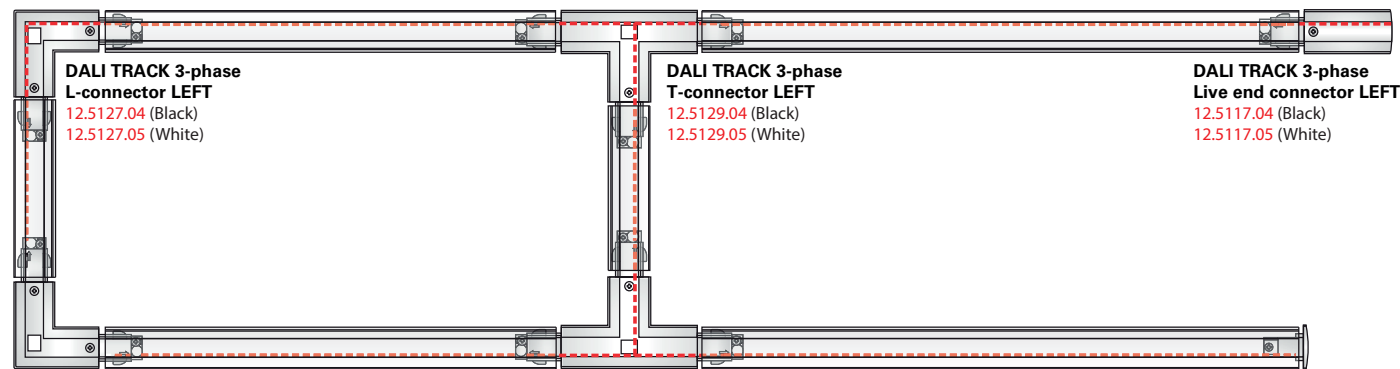 DALI TRACK 3-phase
L-connector LEFT
12.5127.04 (Black)
12.5127.05 (White)
DALI TRACK 3-phase
T-connector LEFT
12.5129.04 (Black)
12.5129.05 (White)
DALI TRACK 3-phase
Live end connector LEFT
12.5117.04 (Black)
12.5117.05 (White)